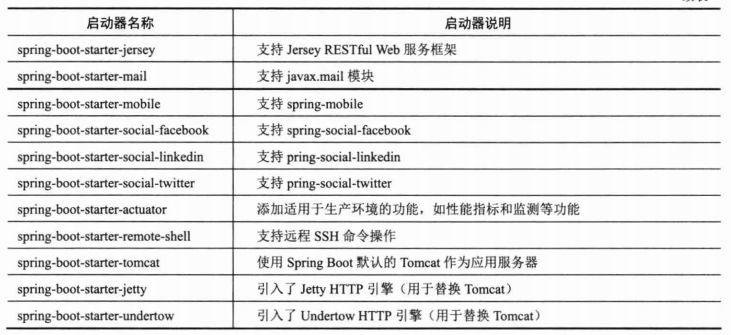 启动器名称 启动器说明
spring-boot-starter-jersey 支持 Jersey RESTful Web 服务框架
spring-boot-starter-mail 支持 javax.mail 模块
spring-boot-starter-mobile 支持 spring-mobile
spring-boot-starter-social-facebook 支持 spring-social-facebook
spring-boot-starter-social-linkedin 支持 pring-social-linkedin
spring-boot-starter-social-twitter 支持 pring-social-twitter
spring-boot-starter-actuator 添加适用于生产环境的功能，如性能指标和监测等功能
spring-boot-starter-remote-shell 支持远程 SSH 命令操作
spring-boot-starter-tomcat 使用 Spring Boot 默认的 Tomcat 作为应用服务器
spring-boot-starter-jetty 引入了 Jetty HTTP 引擎（用于替换 Tomcat）
spring-boot-starter-undertow 引入了 Undertow HTTP 引擎（用于替换 Tomcat）